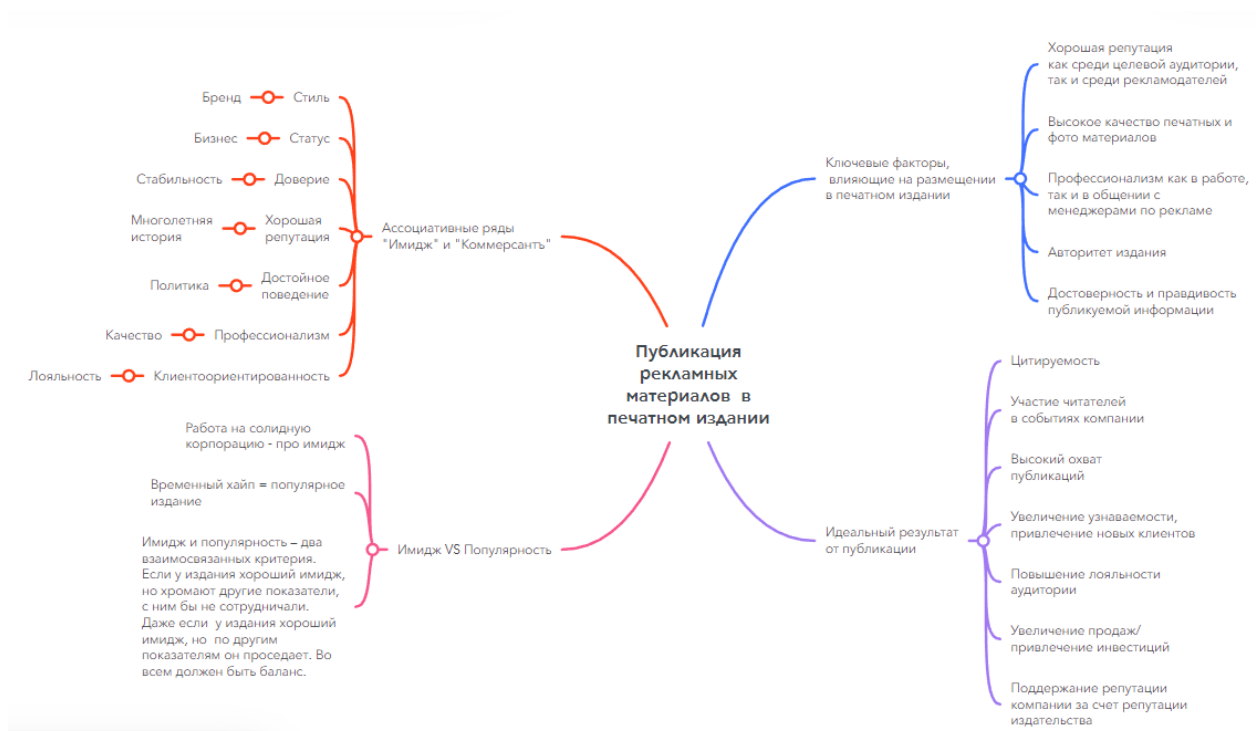 Публикация
рекламных
материалов в
печатном издании
Ассоциативные ряды
"Имидж" и "Коммерсантъ"
Бренд
Стиль
Бизнес
Статус
Стабильность
Доверие
Многолетняя
история
Хорошая
репутация
Политика
Достойное
поведение
Качество
Профессионализм
Лояльность
Клиентоориентированность
Имидж VS Популярность
Работа на солидную
корпорацию - про имидж
Временный хайп = популярное
издание
Имидж и популярность – два
взаимосвязанных критерия.
Если у издания хороший имидж,
но хромают другие показатели,
с ним бы не сотрудничали.
Даже если у издания хороший
имидж, но по другим
показателям он проседает. Во
всем должен быть баланс.
Ключевые факторы,
влияющие на размещении
в печатном издании
Хорошая репутация
как среди целевой аудитории,
так и среди рекламодателей
Высокое качество печатных и
фото материалов
Профессионализм как в работе,
так и в общении с
менеджерами по рекламе
Авторитет издания
Достоверность и правдивость
публикуемой информации
Идеальный результат
от публикации
Цитируемость
Участие читателей
в событиях компании
Высокий охват
публикаций
Увеличение узнаваемости,
привлечение новых клиентов
Повышение лояльности
аудитории
Увеличение продаж/
привлечение инвестиций
Поддержание репутации
компании за счет репутации
издательства